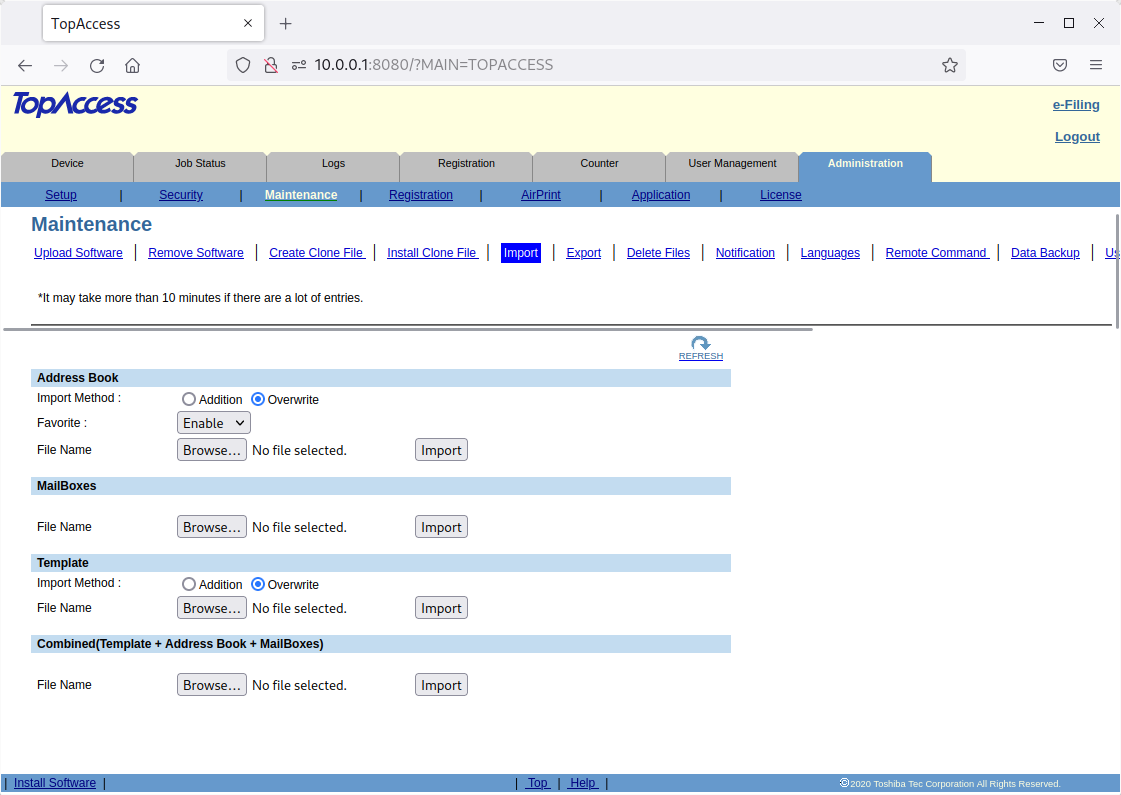 TopAccess
10.0.0.1:8080/?MAIN=TOPACCESS
TopAccess
e-Filing
Logout
Device Job Status Logs Registration Counter User Management Administration
Setup | Security | Maintenance | Registration | AirPrint | Application | License
Maintenance
Upload Software | Remove Software | Create Clone File | Install Clone File | Import | Export | Delete Files | Notification | Languages | Remote Command | Data Backup | Us
*It may take more than 10 minutes if there are a lot of entries.
REFRESH
Address Book
Import Method : Addition Overwrite
Favorite : Enable
File Name Browse... No file selected. Import
MailBoxes
File Name Browse... No file selected. Import
Template
Import Method : Addition Overwrite
File Name Browse... No file selected. Import
Combined(Template + Address Book + MailBoxes)
File Name Browse... No file selected. Import
| Install Software | | Top | Help | ©2020 Toshiba Tec Corporation All Rights Reserved.